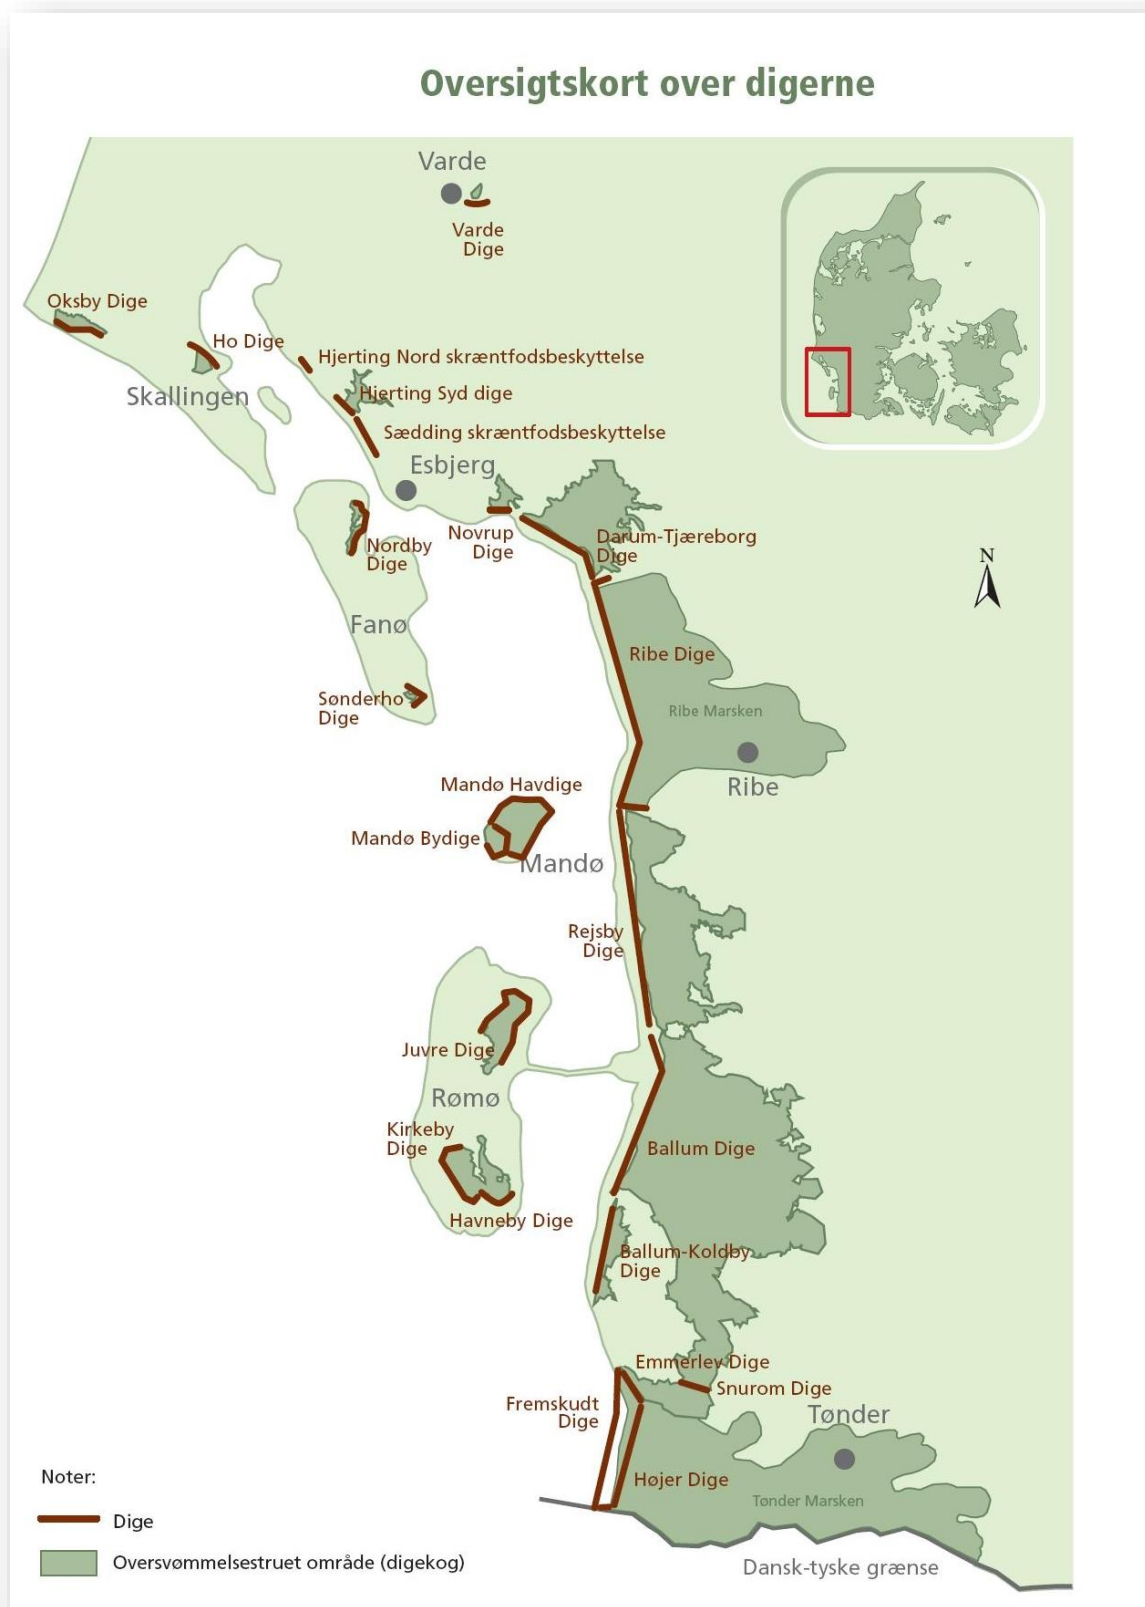 Oversigtskort over digerne
Varde
Varde
Dige
Oksby Dige
Ho Dige
Hjerting Nord skræntfodsbeskyttelse
Skallingen
Hjerting Syd dige
Sædding skræntfodsbeskyttelse
Esbjerg
Novrup
Dige
Darum-Tjæreborg
Dige
Nordby
Dige
N
Fanø
Ribe Dige
Sønderho
Dige
Ribe Marsken
Ribe
Mandø Havdige
Mandø Bydige
Mandø
Rejsby
Dige
Juvre Dige
Rømø
Kirkeby
Dige
Ballum Dige
Havneby Dige
Ballum-Koldby
Dige
Emmerlev Dige
Snurom Dige
Fremskudt
Dige
Tønder
Højer Dige
Tønder Marsken
Noter:
Dige
Oversvømmelsestruet område (digekog)
Dansk-tyske grænse